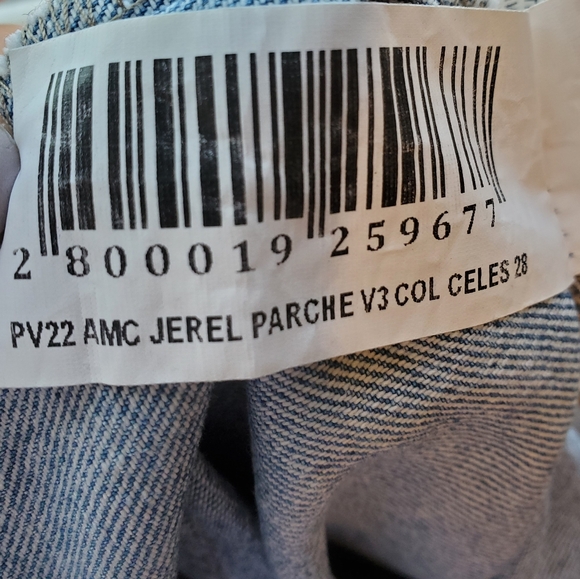 2 800019 259677
PV22 AMC JEREL PARCHE V3 COL CELES 28